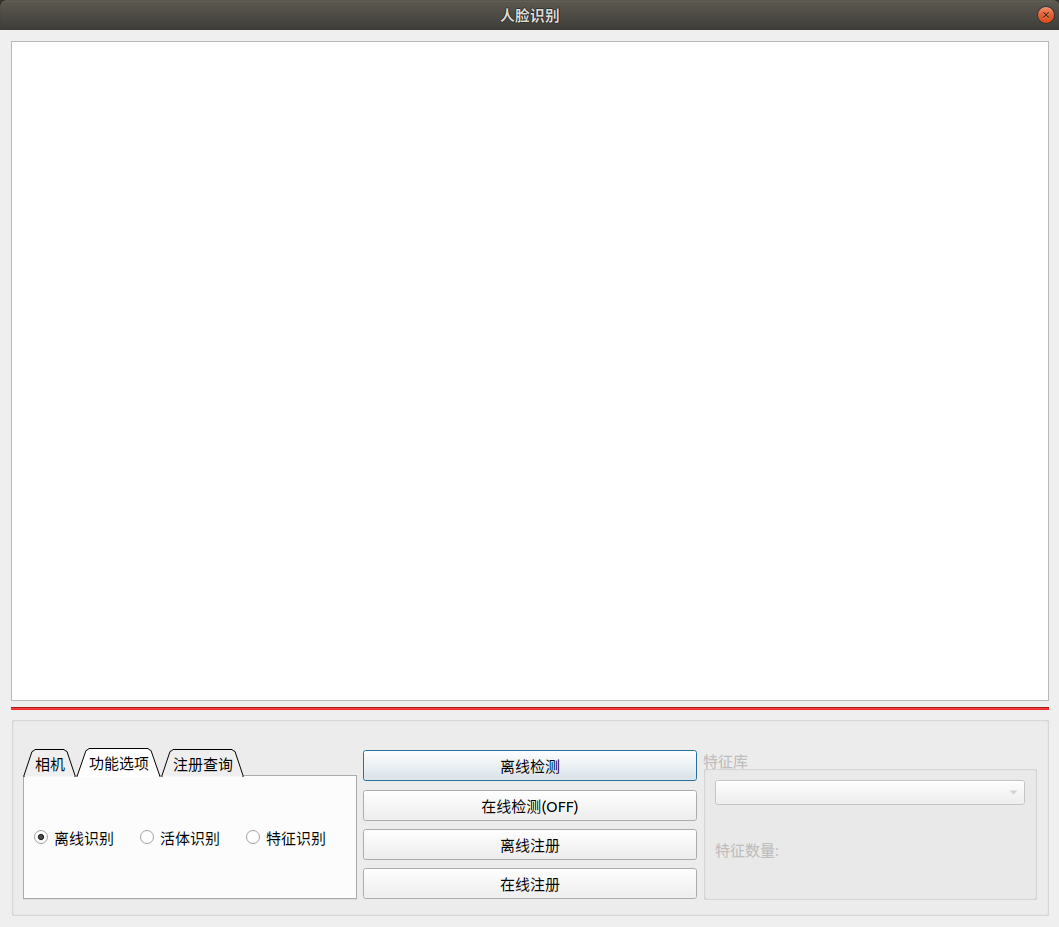 人脸识别
相机 功能选项 注册查询
离线识别 活体识别 特征识别
离线检测
在线检测(OFF)
离线注册
在线注册
特征库
特征数量: